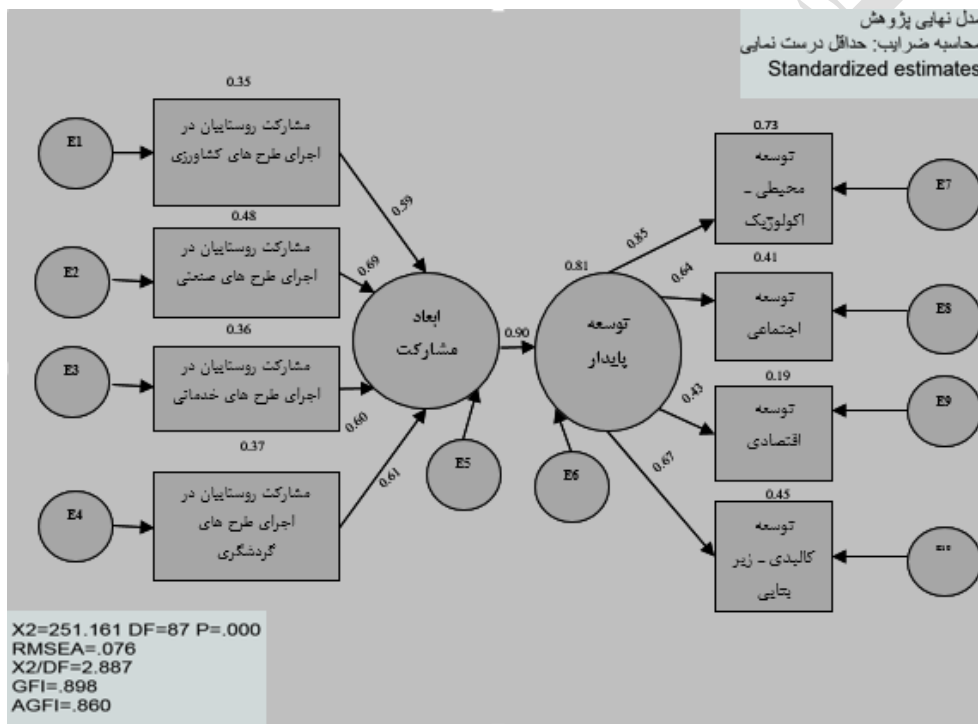 مدل نهایی پژوهش
محاسبه ضرایب: حداقل درست نمایی
Standardized estimates
0.35
E1
مشارکت روستاییان در
اجرای طرح های کشاورزی
0.59
0.48
E2
مشارکت روستاییان در
اجرای طرح های صنعتی
0.69
0.36
E3
مشارکت روستاییان در
اجرای طرح های خدماتی
0.60
0.37
E4
مشارکت روستاییان در
اجرای طرح های
گردشگری
0.61
ابعاد
مشارکت
E5
0.90
0.81
توسعه
پایدار
E6
0.85
0.73
توسعه
محیطی -
اکولوژیک
E7
0.64
0.41
توسعه
اجتماعی
E8
0.43
0.19
توسعه
اقتصادی
E9
0.67
0.45
توسعه
کالبدی - زیر
بنایی
X2=251.161 DF=87 P=.000
RMSEA=.076
X2/DF=2.887
GFI=.898
AGFI=.860